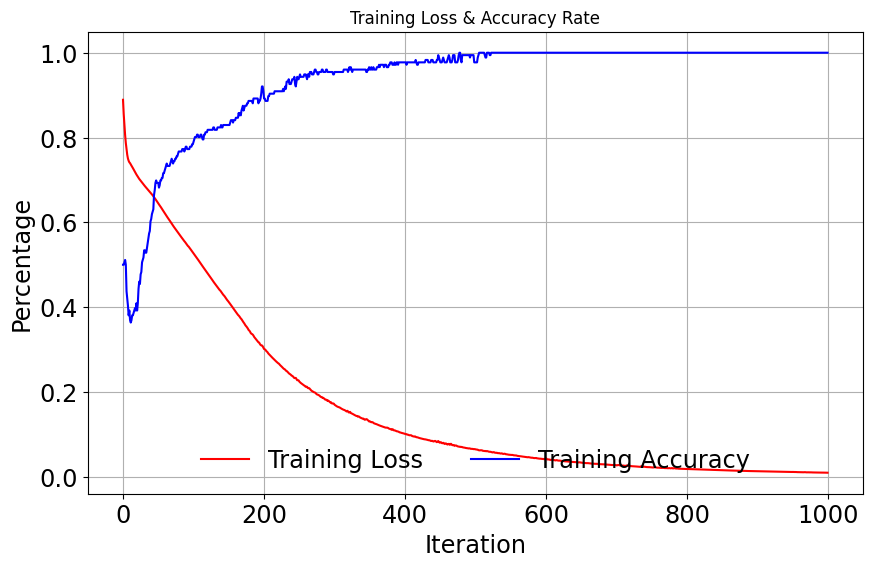 Training Loss & Accuracy Rate
1.0
0.8
0.6
0.4
0.2
0.0
Percentage
Training Loss
Training Accuracy
0 200 400 600 800 1000
Iteration